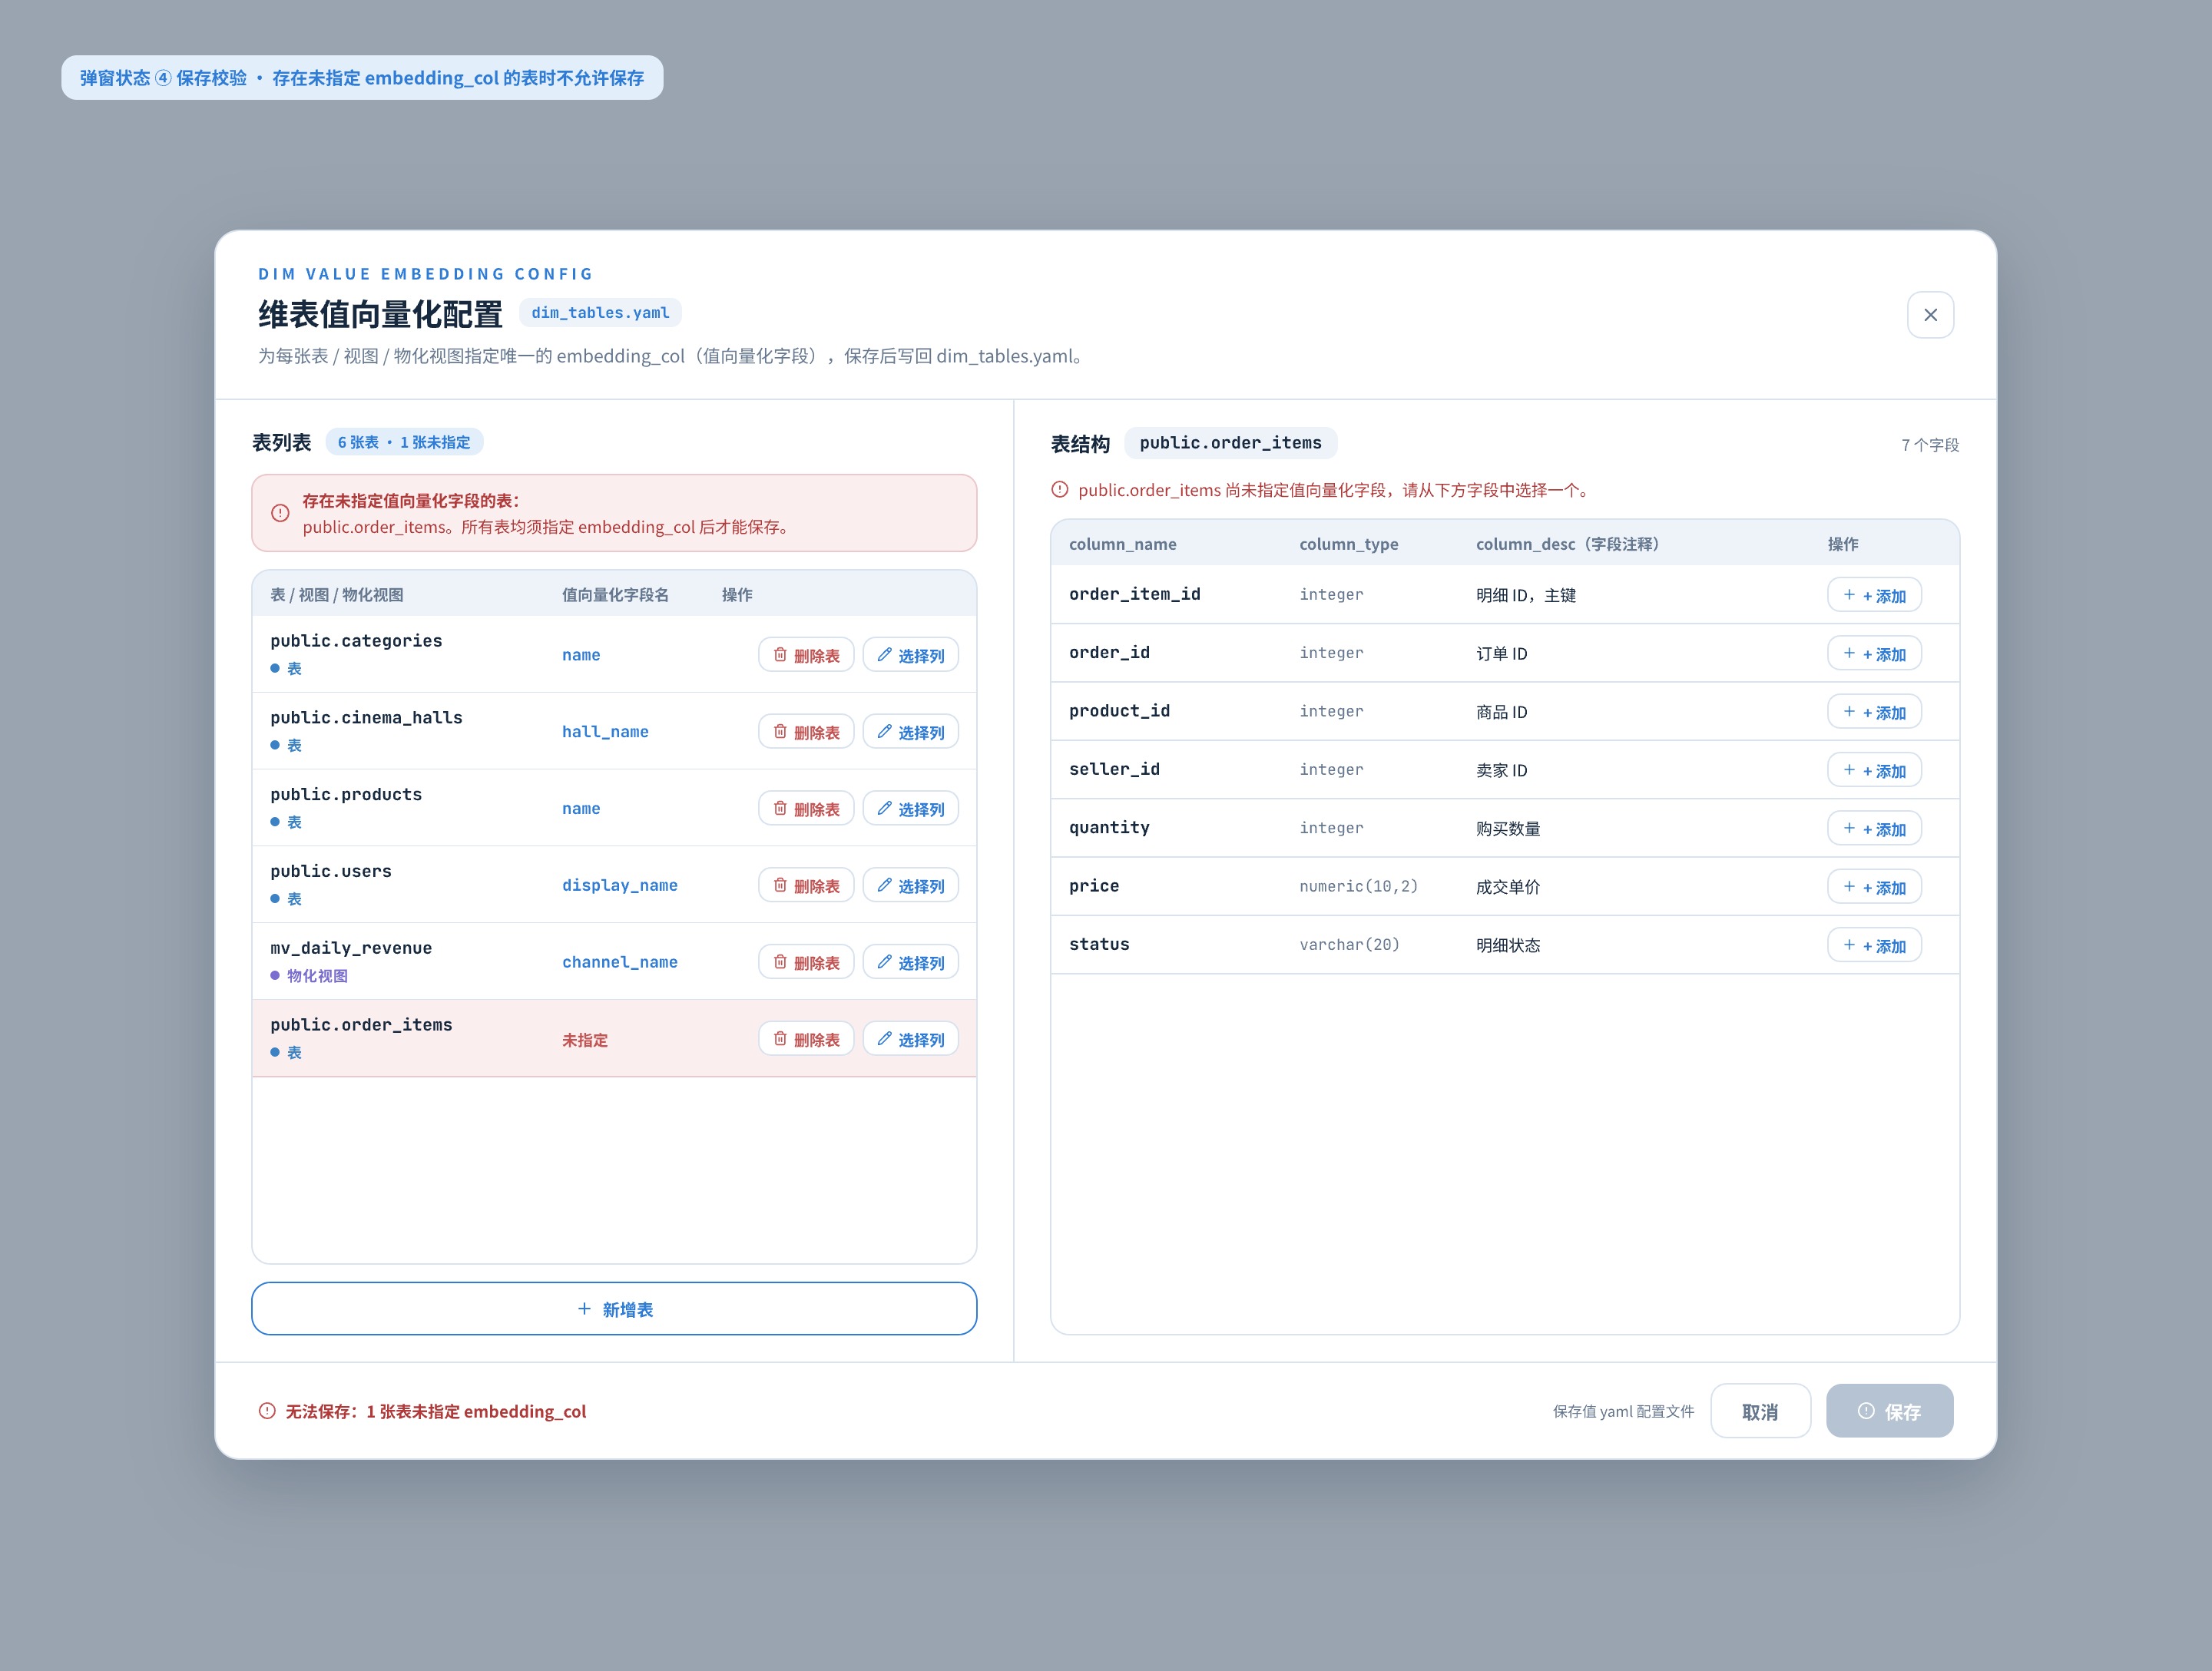 弹窗状态 ④ 保存校验 · 存在未指定 embedding_col 的表时不允许保存
DIM VALUE EMBEDDING CONFIG
维表值向量化配置 dim_tables.yaml
为每张表 / 视图 / 物化视图指定唯一的 embedding_col（值向量化字段），保存后写回 dim_tables.yaml。
表列表 6 张表 · 1 张未指定
存在未指定值向量化字段的表：
public.order_items。所有表均须指定 embedding_col 后才能保存。
表 / 视图 / 物化视图 值向量化字段名 操作
public.categories
表
name 删除表 选择列
public.cinema_halls
表
hall_name 删除表 选择列
public.products
表
name 删除表 选择列
public.users
表
display_name 删除表 选择列
mv_daily_revenue
物化视图
channel_name 删除表 选择列
public.order_items
表
未指定 删除表 选择列
+ 新增表
表结构 public.order_items 7 个字段
public.order_items 尚未指定值向量化字段，请从下方字段中选择一个。
column_name column_type column_desc（字段注释） 操作
order_item_id integer 明细 ID，主键 + + 添加
order_id integer 订单 ID + + 添加
product_id integer 商品 ID + + 添加
seller_id integer 卖家 ID + + 添加
quantity integer 购买数量 + + 添加
price numeric(10,2) 成交单价 + + 添加
status varchar(20) 明细状态 + + 添加
无法保存：1 张表未指定 embedding_col
保存值 yaml 配置文件 取消 保存